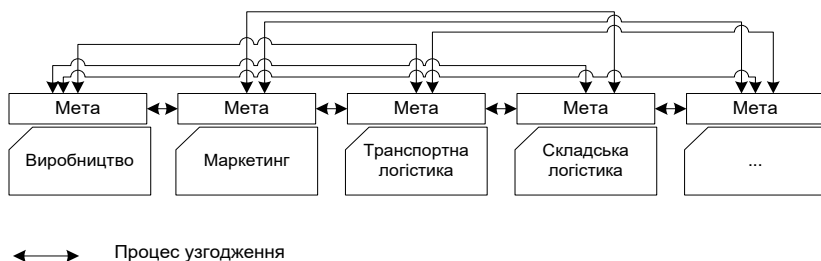 Мета Мета Мета Мета Мета
Виробництво
Маркетинг
Транспортна
логістика
Складська
логістика
...
Процес узгодження